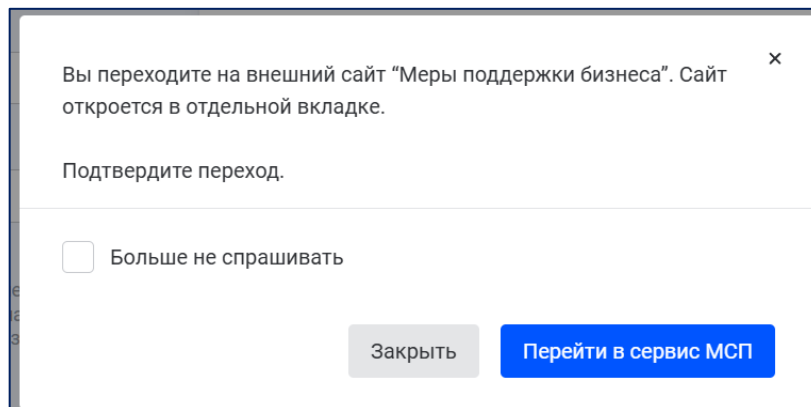 Вы переходите на внешний сайт “Меры поддержки бизнеса”. Сайт
откроется в отдельной вкладке.
Подтвердите переход.
Больше не спрашивать
Закрыть
Перейти в сервис МСП